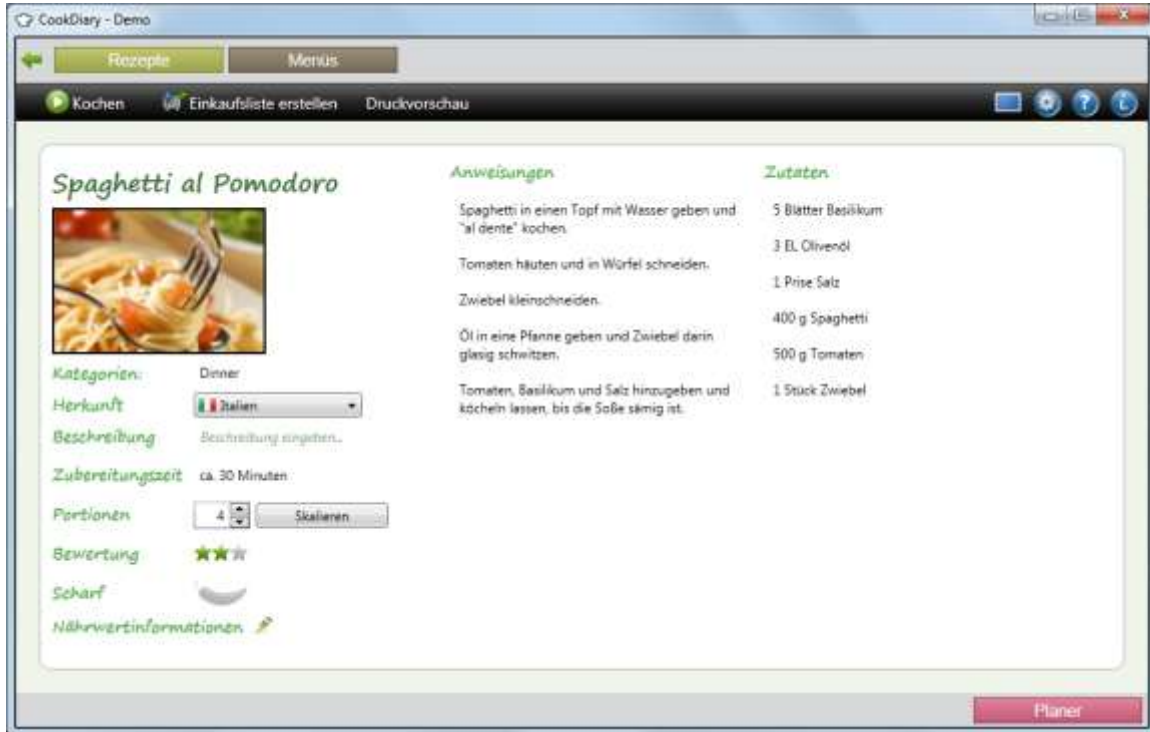 CookDiary - Demo
Rezepte
Menüs
Kochen
Einkaufsliste erstellen
Druckvorschau
Spaghetti al Pomodoro
Kategorien:
Dinner
Herkunft
Italien
Beschreibung
Beschreibung eingeben...
Zubereitungszeit
ca. 30 Minuten
Portionen
4
Skalieren
Bewertung
Scharf
Nährwertinformationen
Anweisungen
Spaghetti in einen Topf mit Wasser geben und
"al dente" kochen.
Tomaten häuten und in Würfel schneiden.
Zwiebel kleinschneiden.
Öl in eine Pfanne geben und Zwiebel darin
glasig schwitzen.
Tomaten, Basilikum und Salz hinzugeben und
köcheln lassen, bis die Soße sämig ist.
Zutaten
5 Blätter Basilikum
3 EL Olivenöl
1 Prise Salz
400 g Spaghetti
500 g Tomaten
1 Stück Zwiebel
Planer